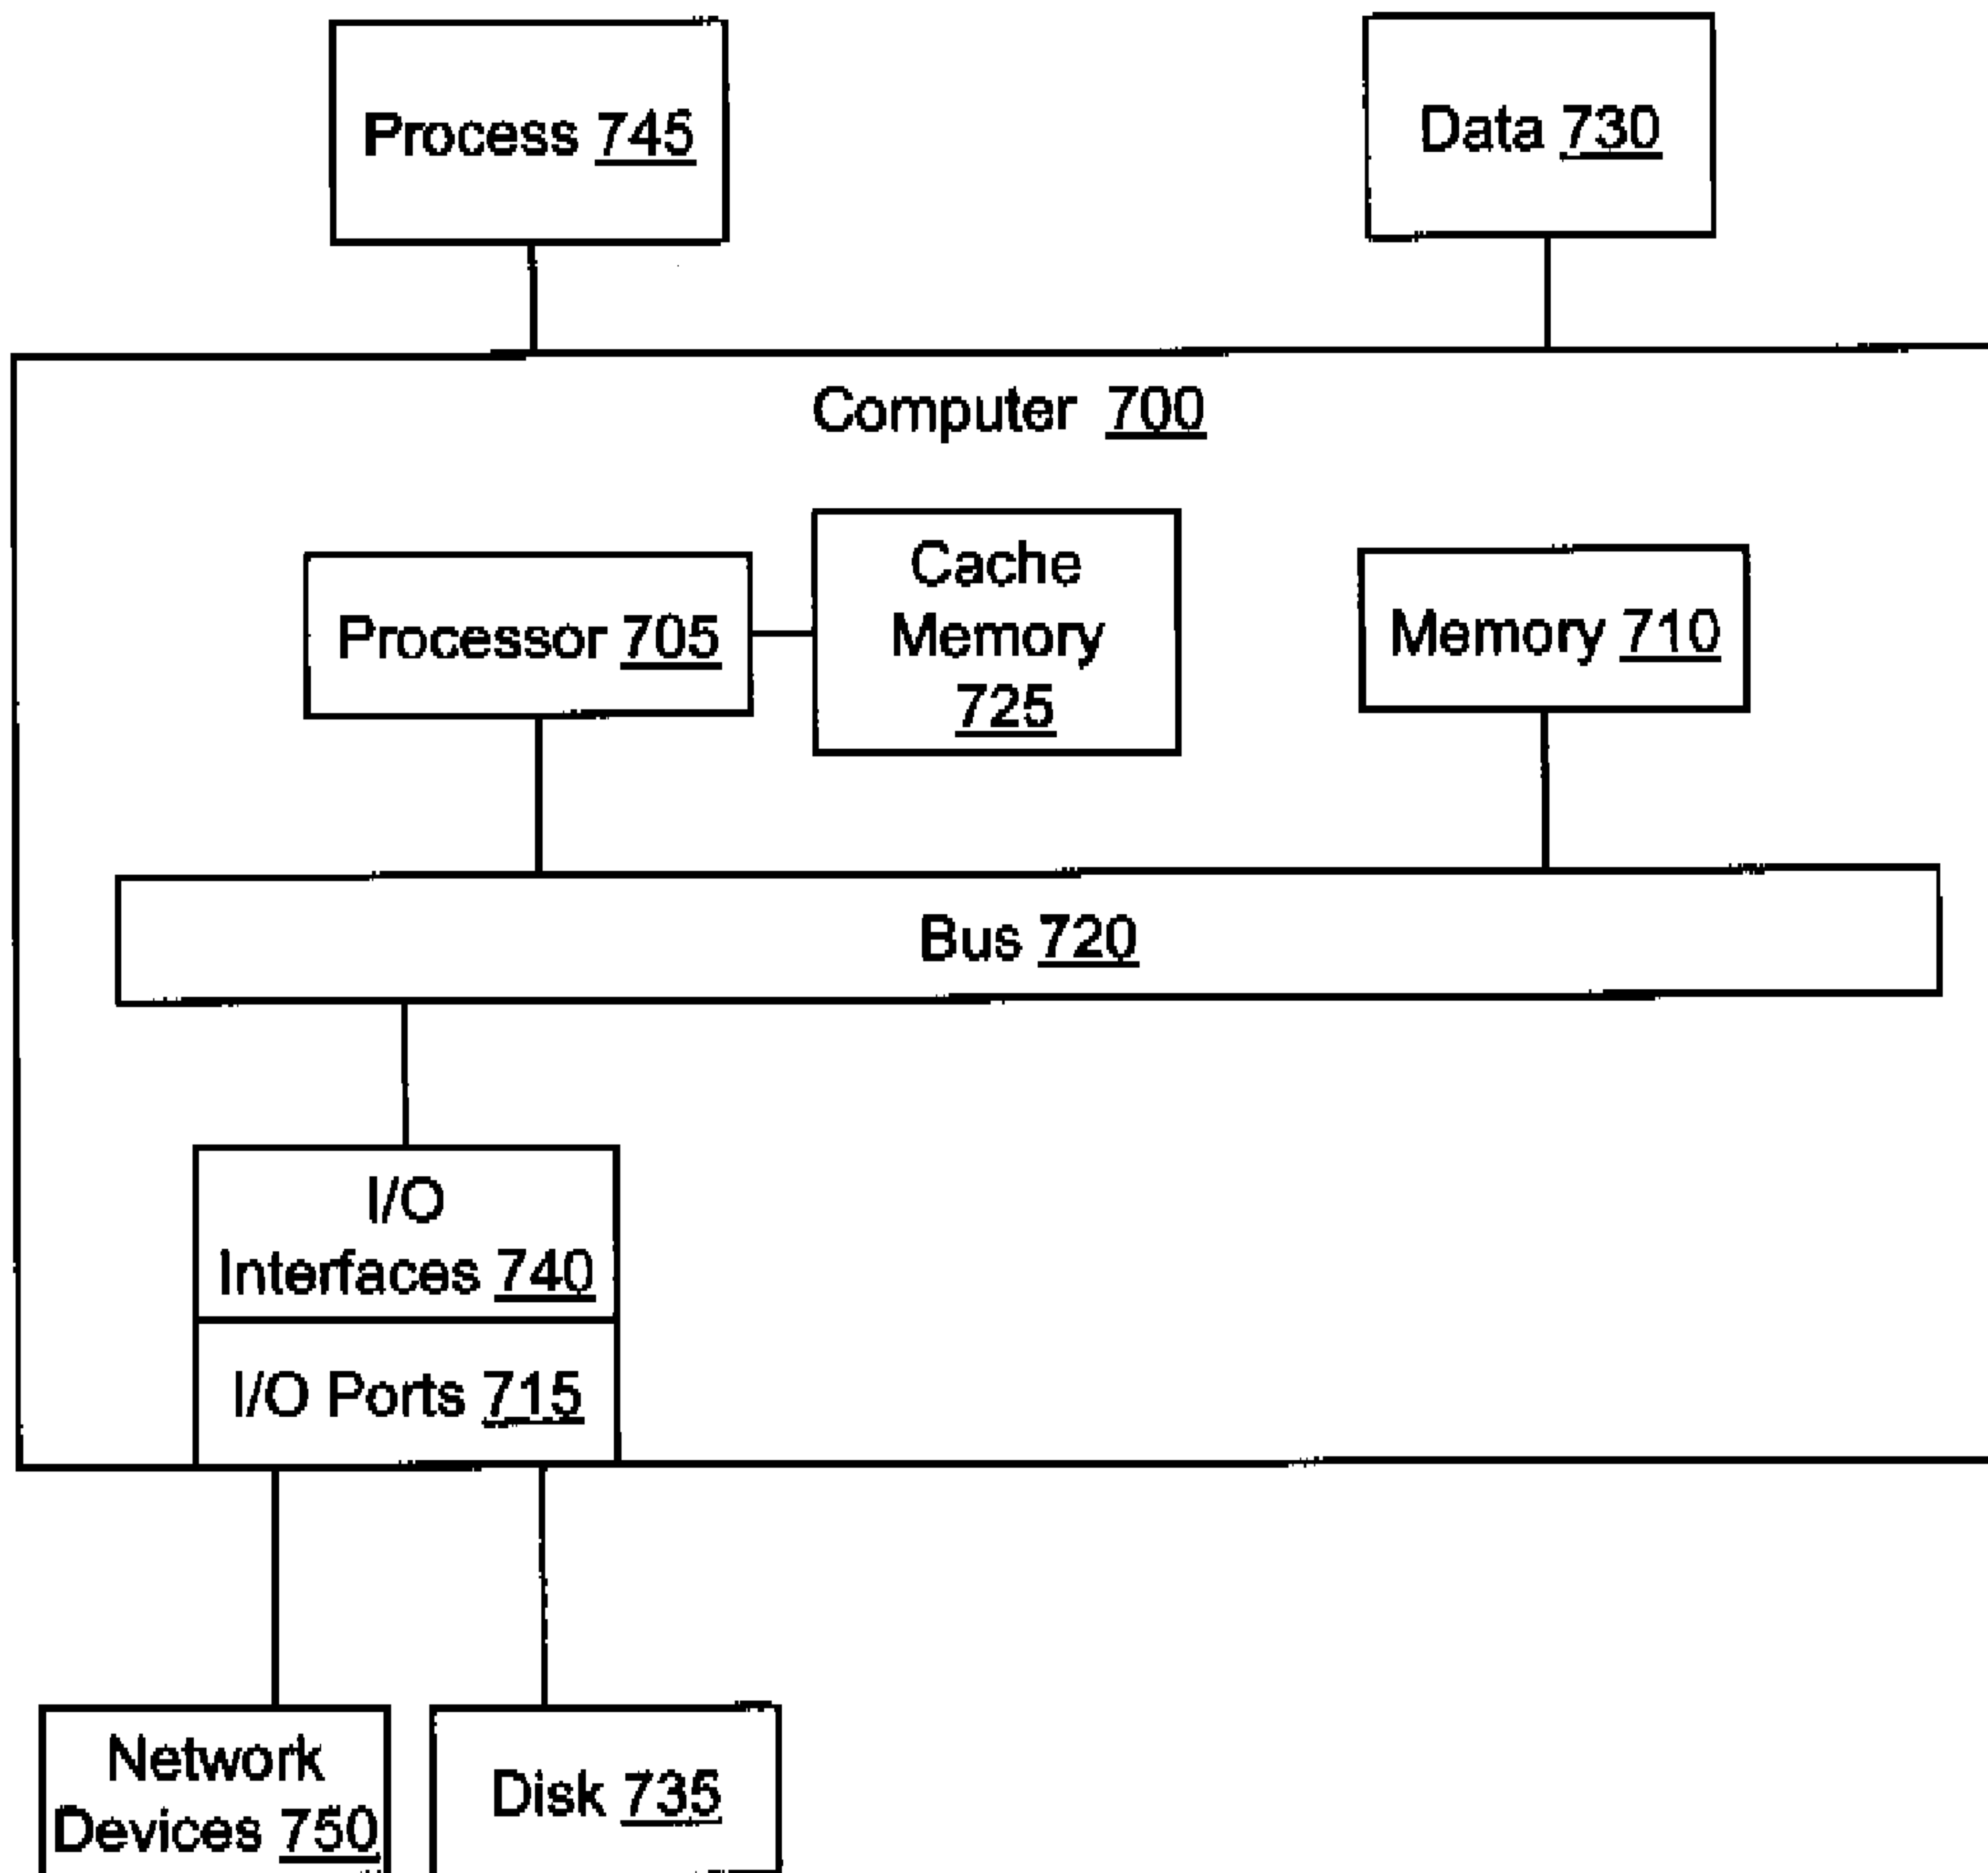 Process 745
Data 730
Computer 700
Cache
Memory
725
Processor 705
Memory 710
Bus 720
I/O
Interfaces 740
I/O Ports 715
Network
Devices 750
Disk 735